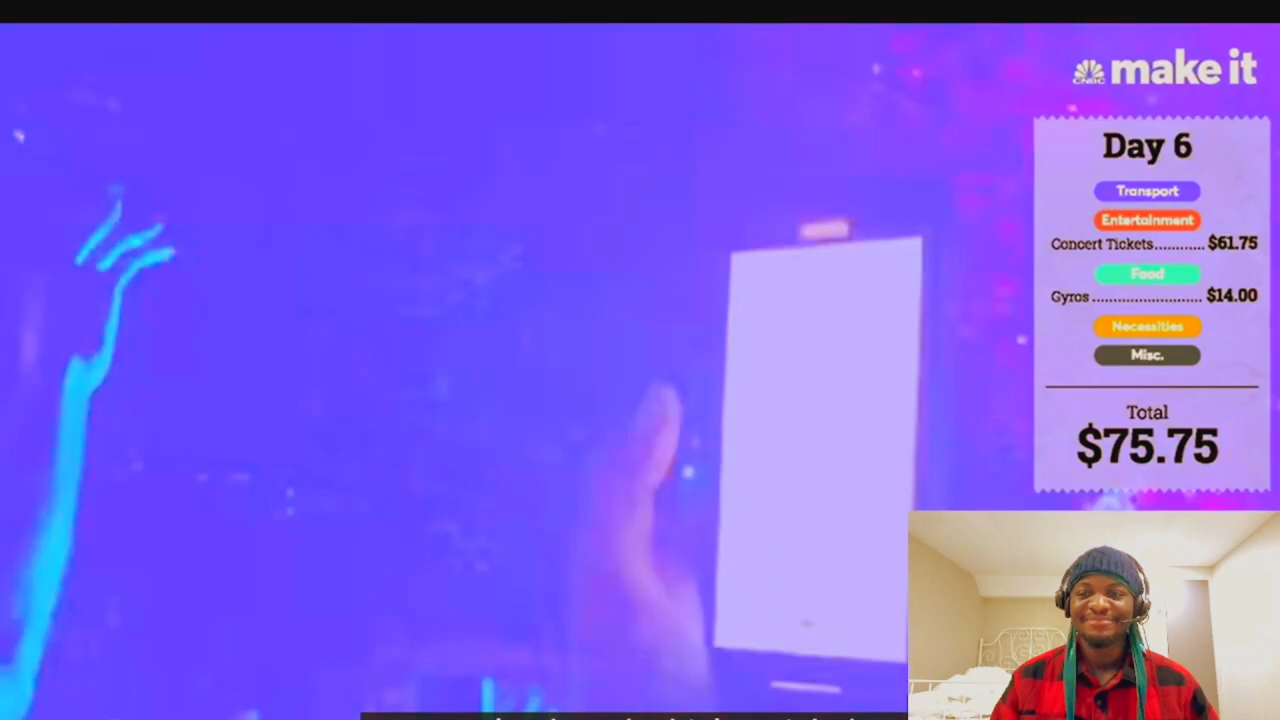 CNBC make it
Day 6
Transport
Entertainment
Concert Tickets........... $61.75
Food
Gyros ......................... $14.00
Necessities
Misc.
Total
$75.75